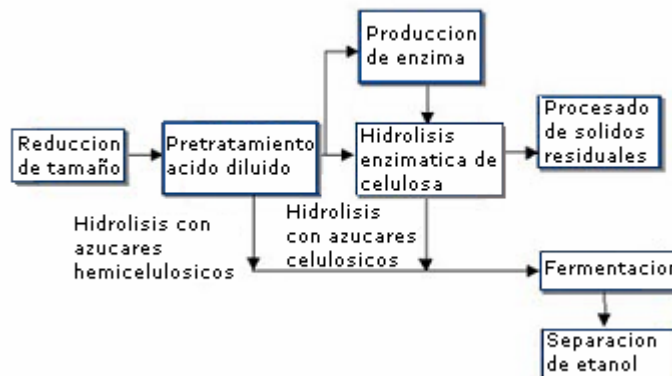 Produccion
de enzima
Reduccion
de tamaño
Pretratamiento
acido diluido
Hidrolisis
enzimatica de
celulosa
Procesado
de solidos
residuales
Hidrolisis con
azucares
hemicelulosicos
Hidrolisis
con azucares
celulosicos
Fermentacion
Separacion
de etanol